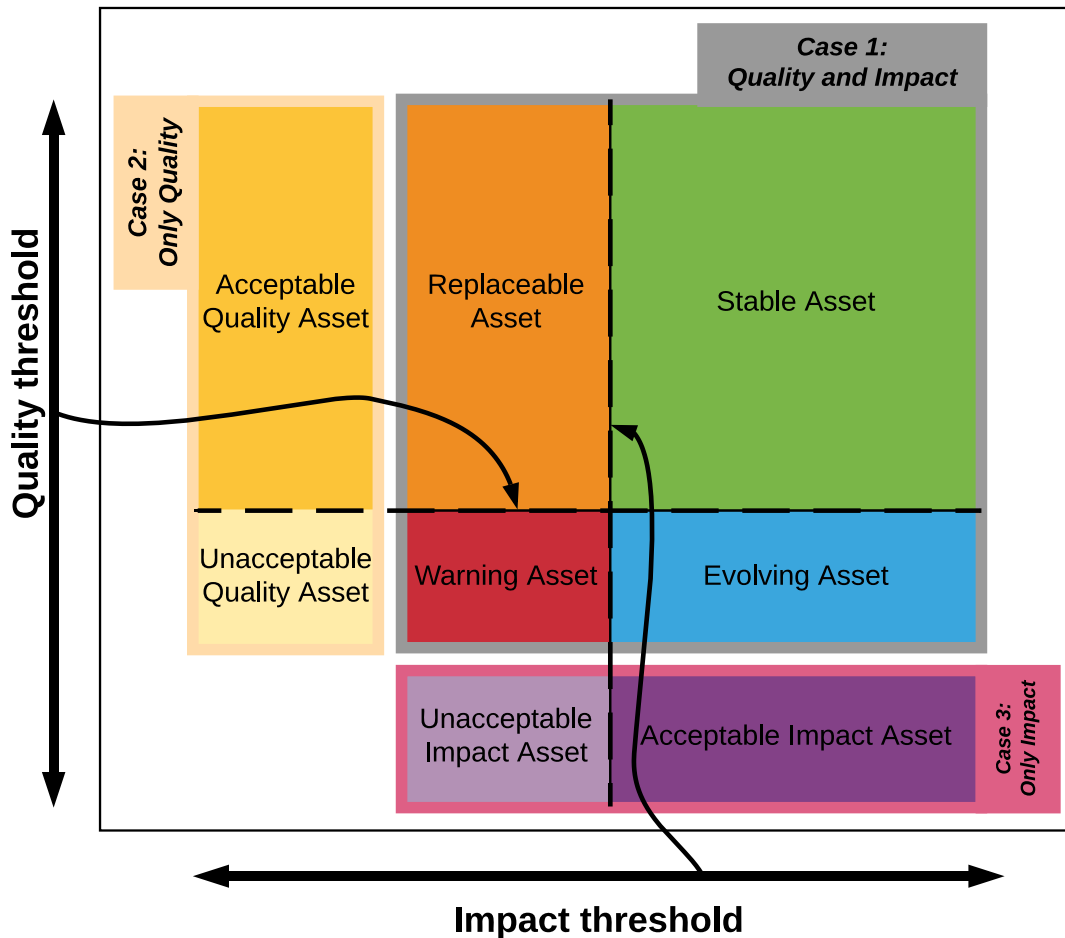 Case 1:
Quality and Impact
Case 2:
Only Quality
Quality threshold
Acceptable
Quality Asset
Replaceable
Asset
Stable Asset
Unacceptable
Quality Asset
Warning Asset
Evolving Asset
Unacceptable
Impact Asset
Acceptable Impact Asset
Case 3:
Only Impact
Impact threshold